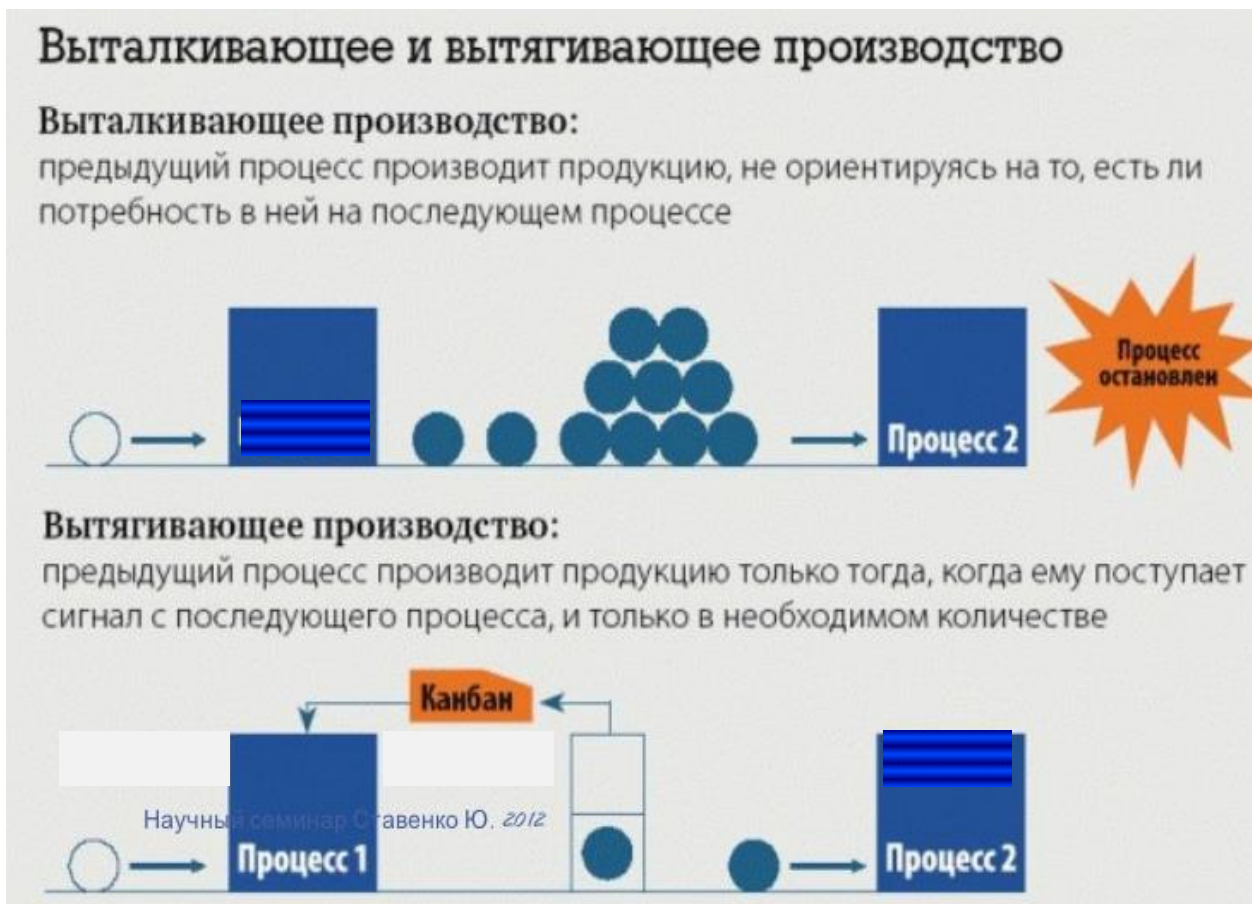 Выталкивающее и вытягивающее производство
Выталкивающее производство:
предыдущий процесс производит продукцию, не ориентируясь на то, есть ли
потребность в ней на последующем процессе
Процесс
остановлен
Процесс 2
Вытягивающее производство:
предыдущий процесс производит продукцию только тогда, когда ему поступает
сигнал с последующего процесса, и только в необходимом количестве
Канбан
Научный семинар Ставенко Ю. 2012
Процесс 1
Процесс 2